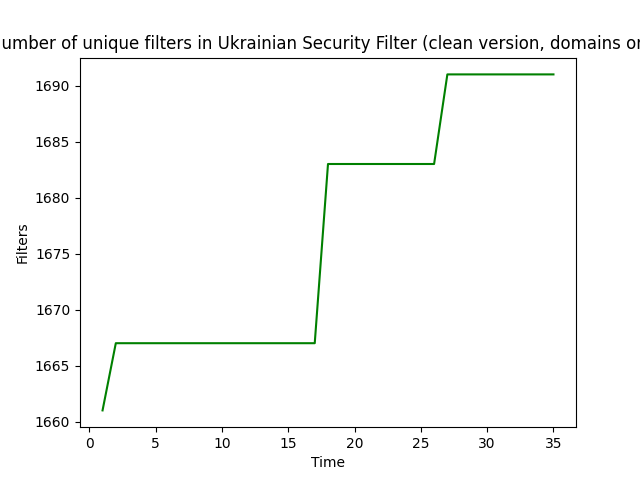 umber of unique filters in Ukrainian Security Filter (clean version, domains or
1690
1685
1680
1675
1670
1665
1660
Filters
0 5 10 15 20 25 30 35
Time